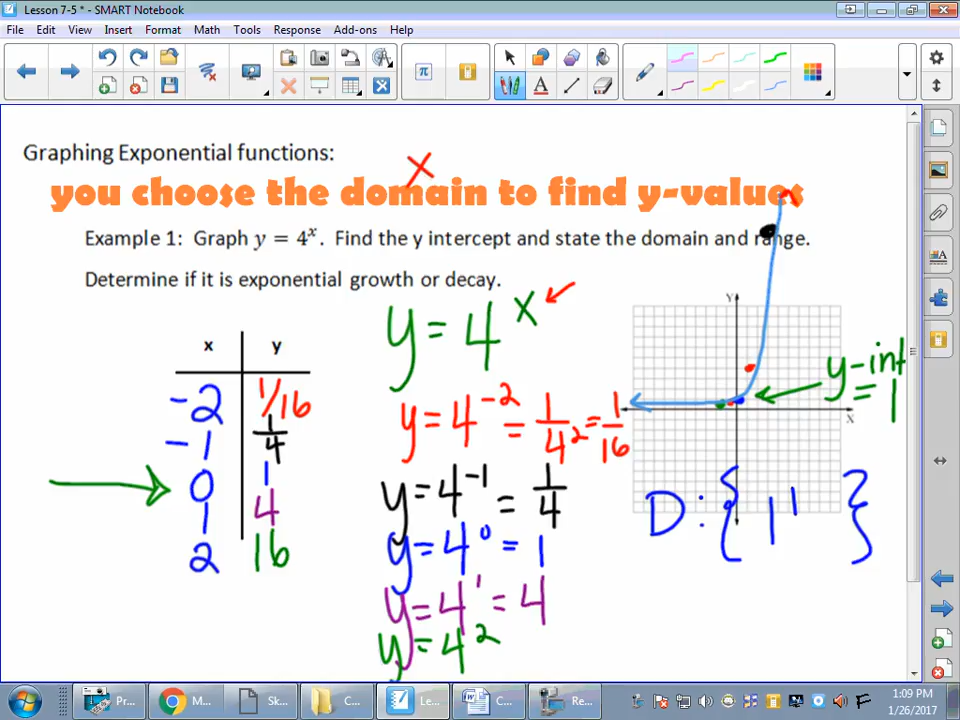 Lesson 7-5 * - SMART Notebook
File Edit View Insert Format Math Tools Response Add-ons Help
Graphing Exponential functions:
x
you choose the domain to find y-values
Example 1: Graph y = 4^x. Find the y intercept and state the domain and range.
Determine if it is exponential growth or decay.
y = 4^x
x y
-2 1/16
-1 1/4
0 1
1 4
2 16
y = 4^-2 = 1/4^2 = 1/16
y = 4^-1 = 1/4
y = 4^0 = 1
y = 4^1 = 4
y = 4^2
Y
X
y-int = 1
D: { }
Pr...
M...
Sk...
C...
Le...
C...
Re...
1:09 PM
1/26/2017